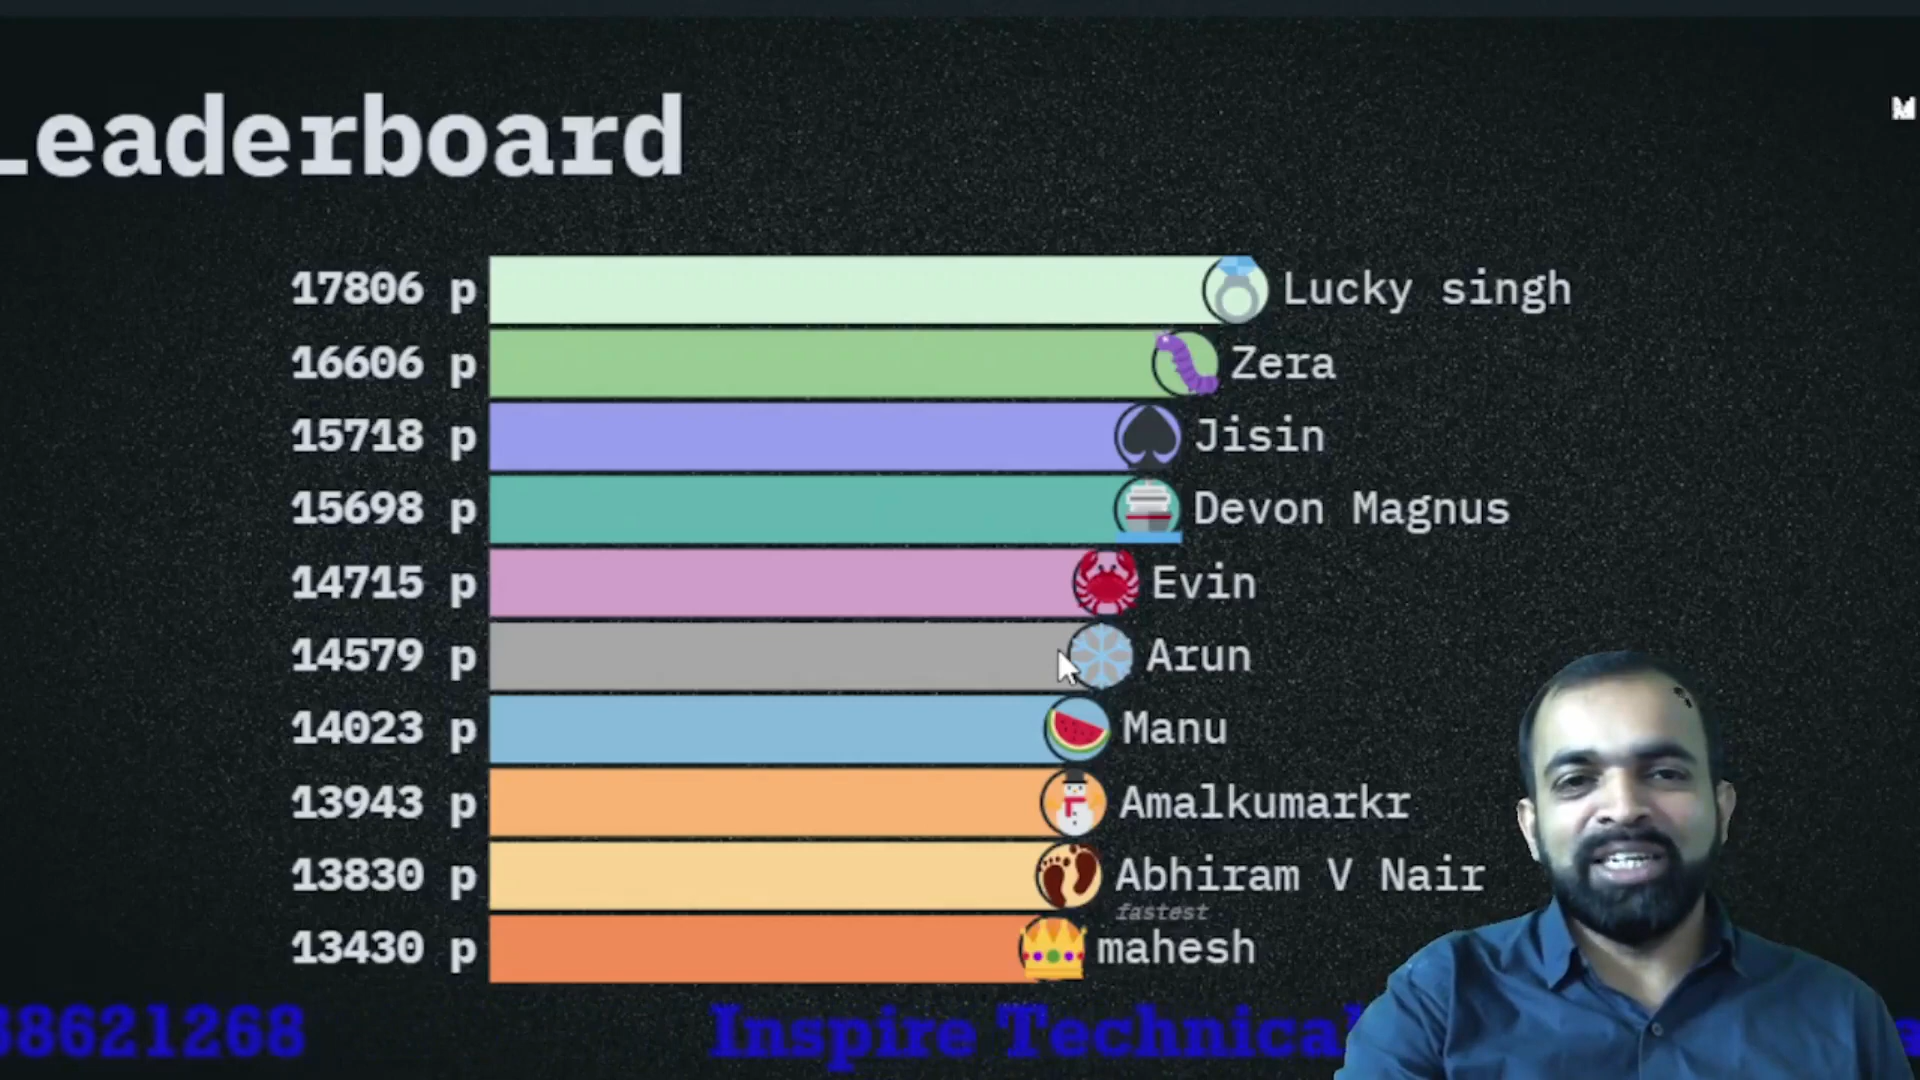 Leaderboard
17806 p Lucky singh
16606 p Zera
15718 p Jisin
15698 p Devon Magnus
14715 p Evin
14579 p Arun
14023 p Manu
13943 p Amalkumarkr
13830 p Abhiram V Nair
fastest
13430 p mahesh
38621268 Inspire Technical